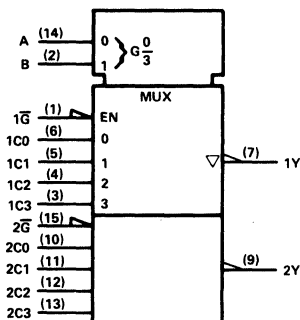 A (14) 0 G 0/3
B (2) 1
MUX
1G̅ (1) EN
1C0 (6) 0
1C1 (5) 1 ▽ (7) 1Y
1C2 (4) 2
1C3 (3) 3
2G̅ (15)
2C0 (10)
2C1 (11) (9) 2Y
2C2 (12)
2C3 (13)